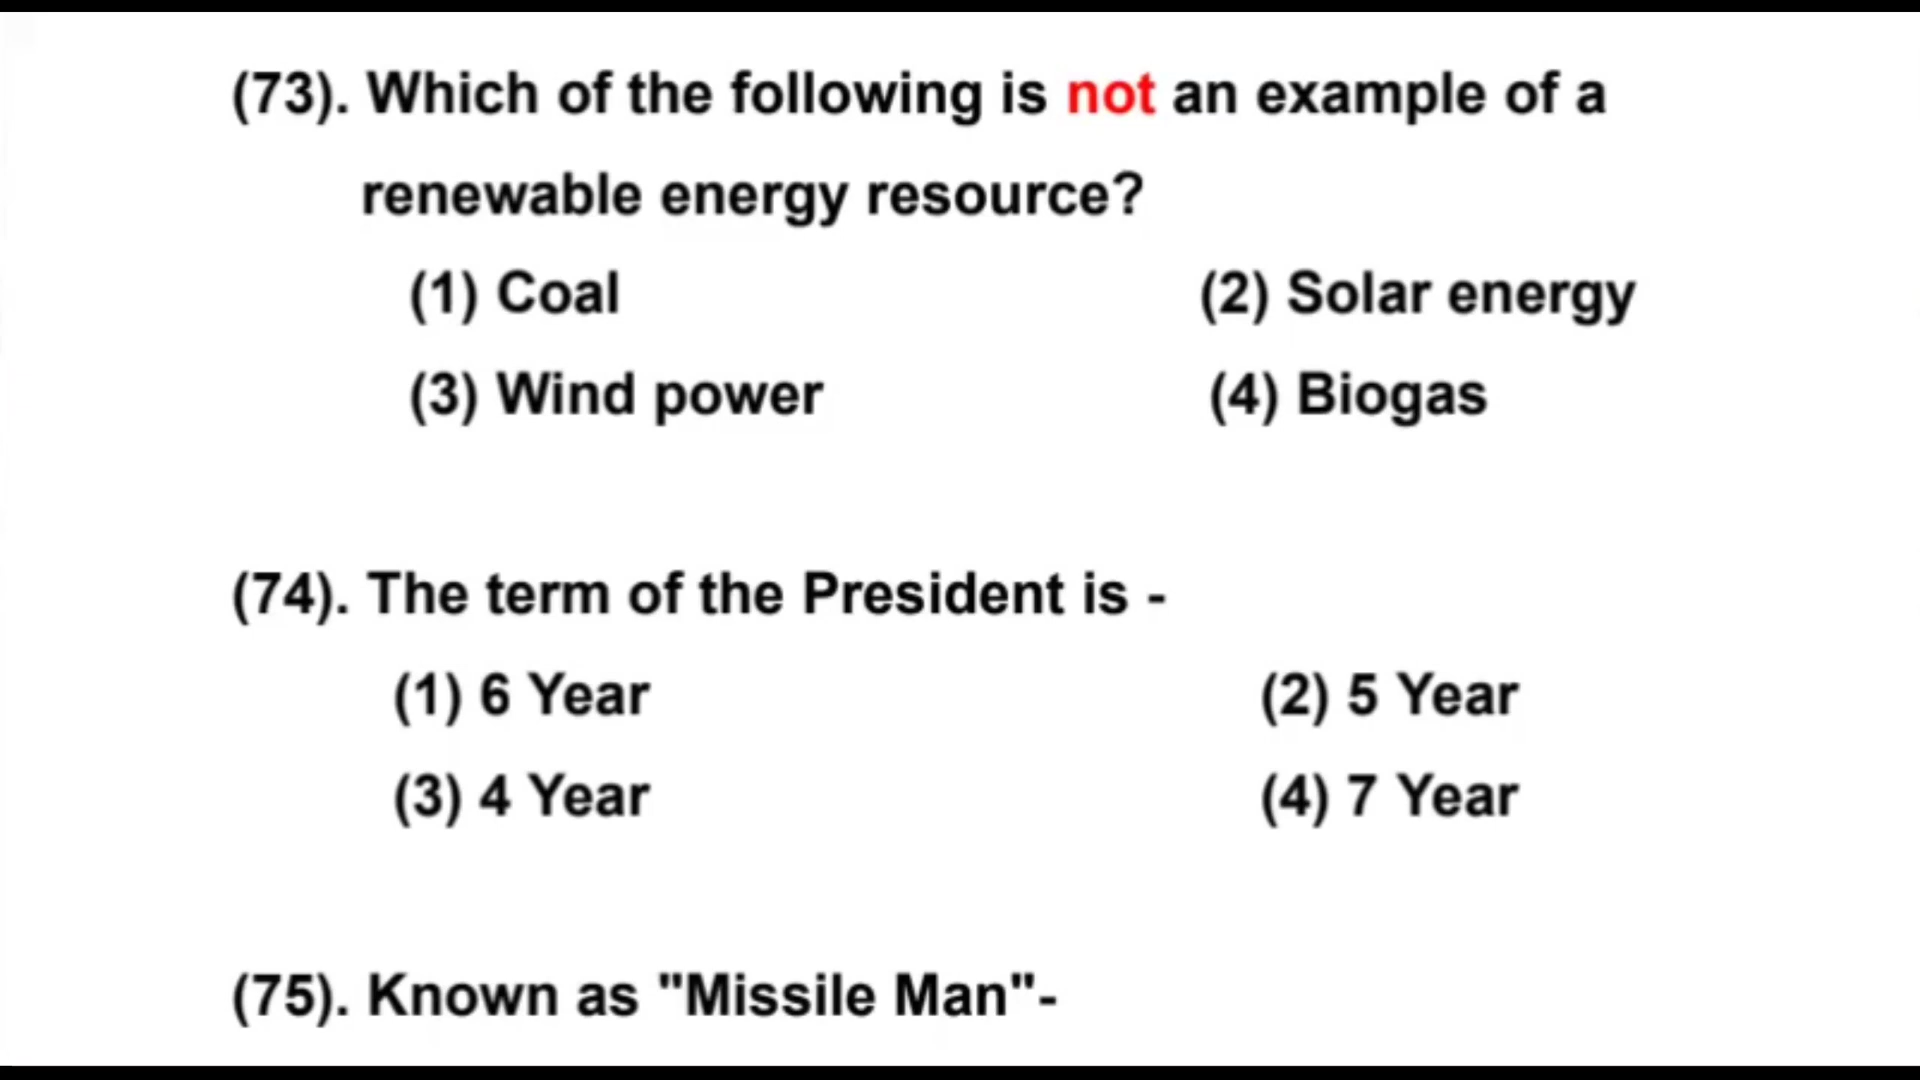 (73). Which of the following is not an example of a
renewable energy resource?
(1) Coal (2) Solar energy
(3) Wind power (4) Biogas
(74). The term of the President is -
(1) 6 Year (2) 5 Year
(3) 4 Year (4) 7 Year
(75). Known as "Missile Man"-